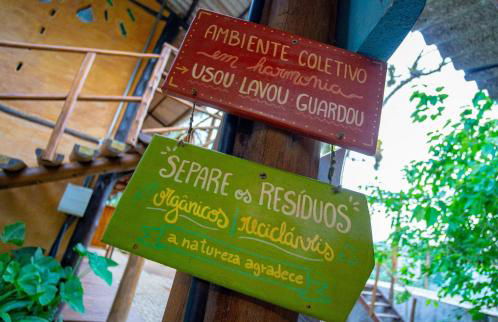 AMBIENTE COLETIVO
em harmonia
USOU LAVOU GUARDOU
SEPARE os RESÍDUOS
orgânicos recicláveis
a natureza agradece